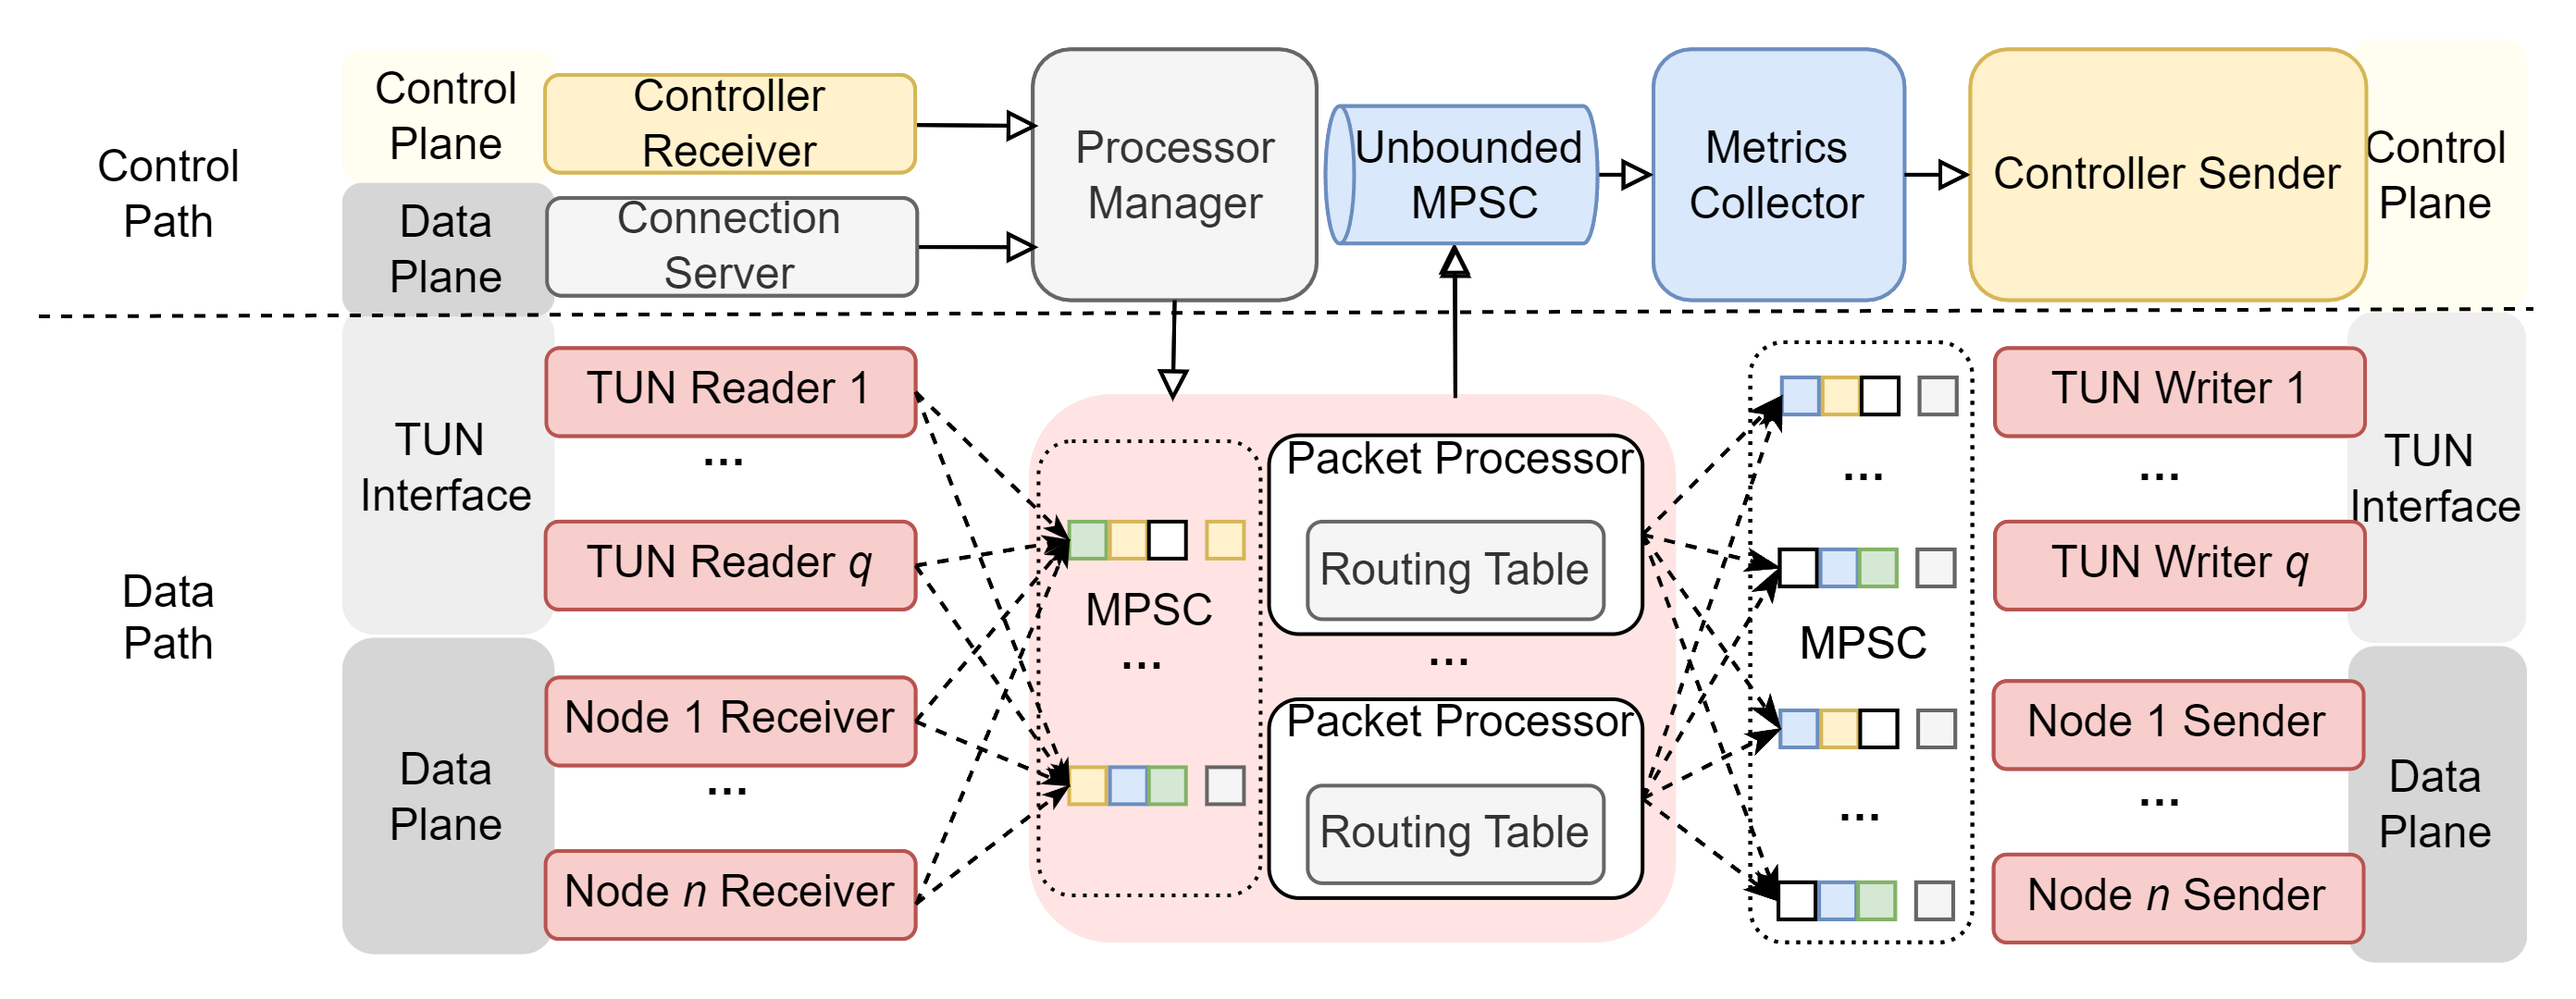 Control
Path
Control
Plane
Controller
Receiver
Data
Plane
Connection
Server
Processor
Manager
Unbounded
MPSC
Metrics
Collector
Controller Sender
Control
Plane
Data
Path
TUN
Interface
TUN Reader 1
...
TUN Reader q
Data
Plane
Node 1 Receiver
...
Node n Receiver
MPSC
...
Packet Processor
Routing Table
...
Packet Processor
Routing Table
...
MPSC
...
TUN Writer 1
...
TUN Writer q
TUN
Interface
Node 1 Sender
...
Node n Sender
Data
Plane